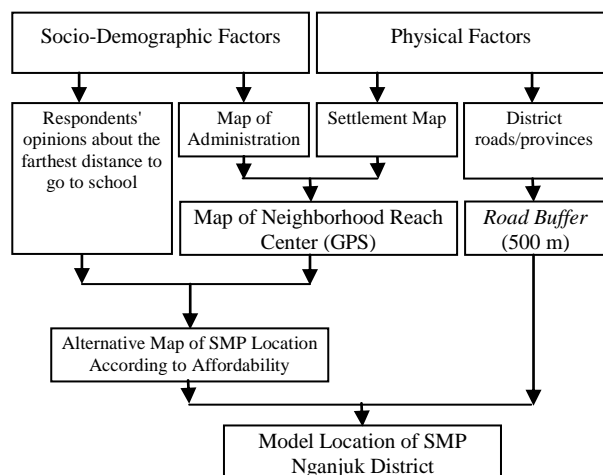 Socio-Demographic Factors
Physical Factors
Respondents'
opinions about the
farthest distance to
go to school
Map of
Administration
Settlement Map
District
roads/provinces
Map of Neighborhood Reach
Center (GPS)
Road Buffer
(500 m)
Alternative Map of SMP Location
According to Affordability
Model Location of SMP
Nganjuk District